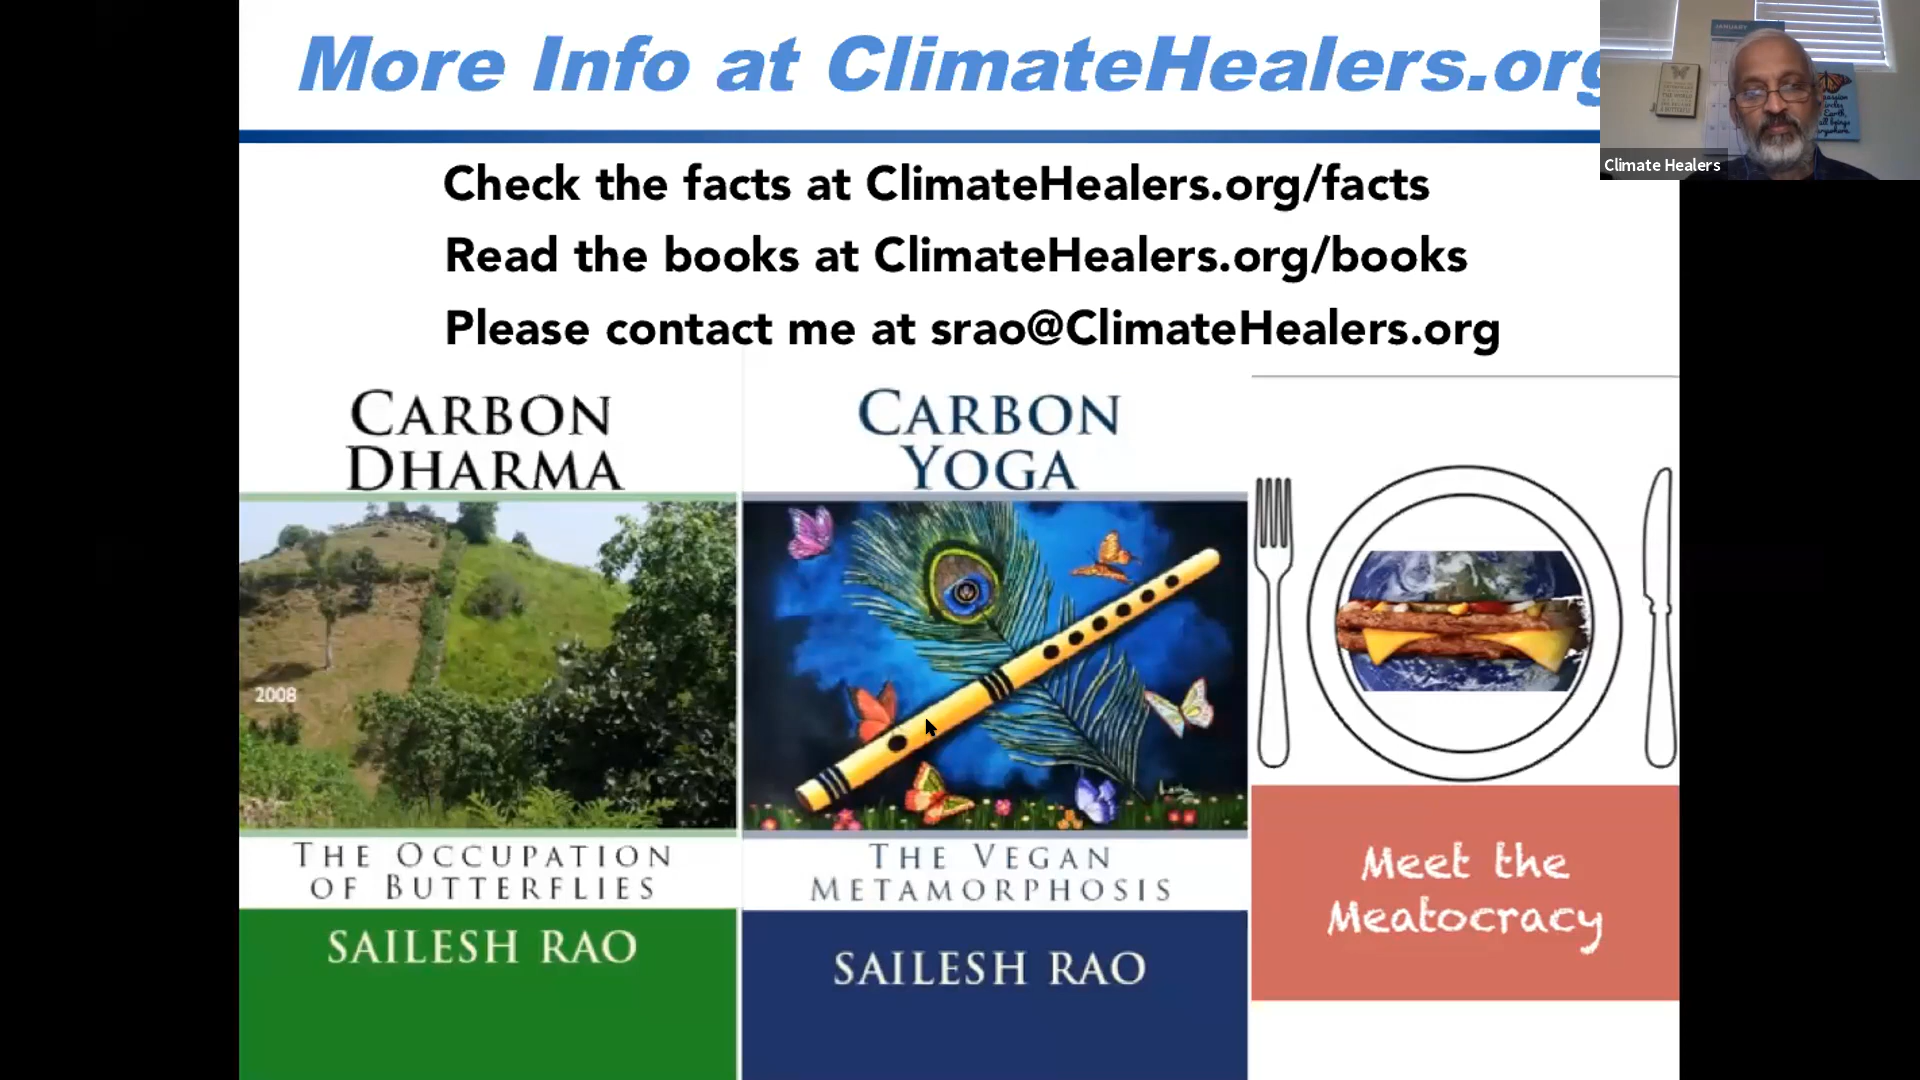 More Info at ClimateHealers.org
JANUARY
Climate Healers
Check the facts at ClimateHealers.org/facts
Read the books at ClimateHealers.org/books
Please contact me at srao@ClimateHealers.org
CARBON
DHARMA
2008
THE OCCUPATION
OF BUTTERFLIES
SAILESH RAO
CARBON
YOGA
THE VEGAN
METAMORPHOSIS
SAILESH RAO
Meet the
Meatocracy